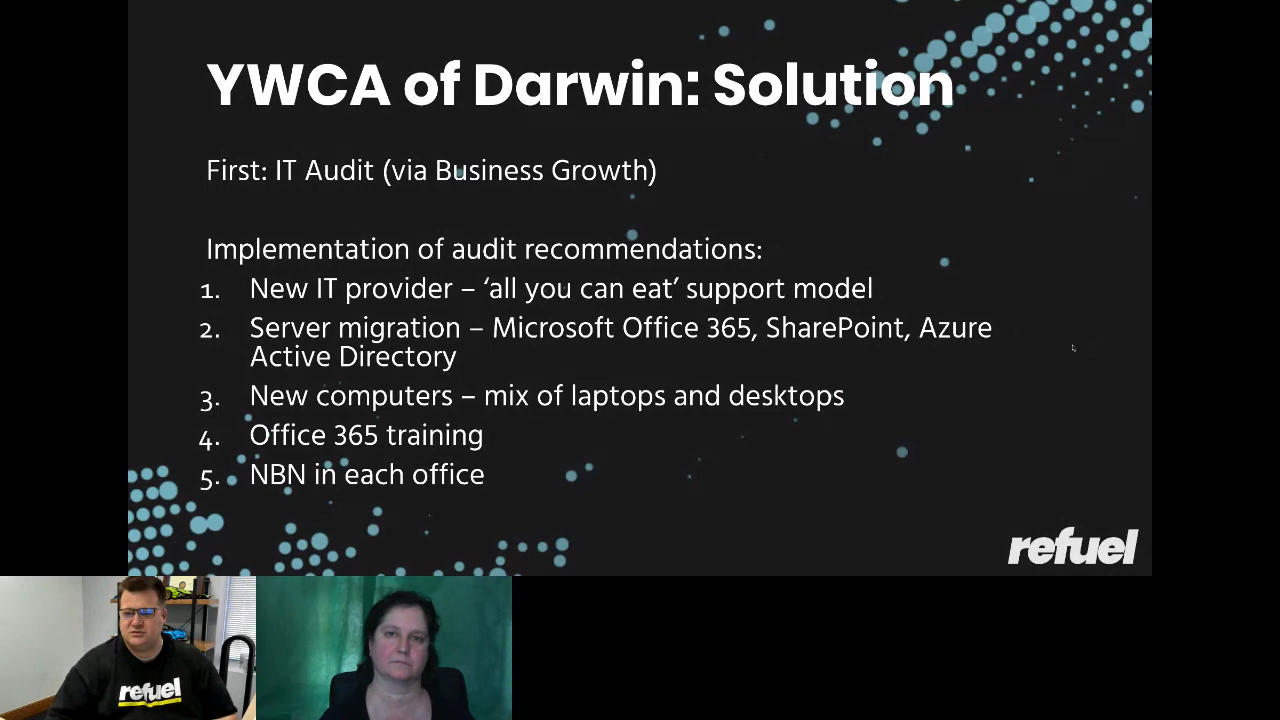 YWCA of Darwin: Solution
First: IT Audit (via Business Growth)
Implementation of audit recommendations:
1. New IT provider – ‘all you can eat’ support model
2. Server migration – Microsoft Office 365, SharePoint, Azure
Active Directory
3. New computers – mix of laptops and desktops
4. Office 365 training
5. NBN in each office
refuel
refuel